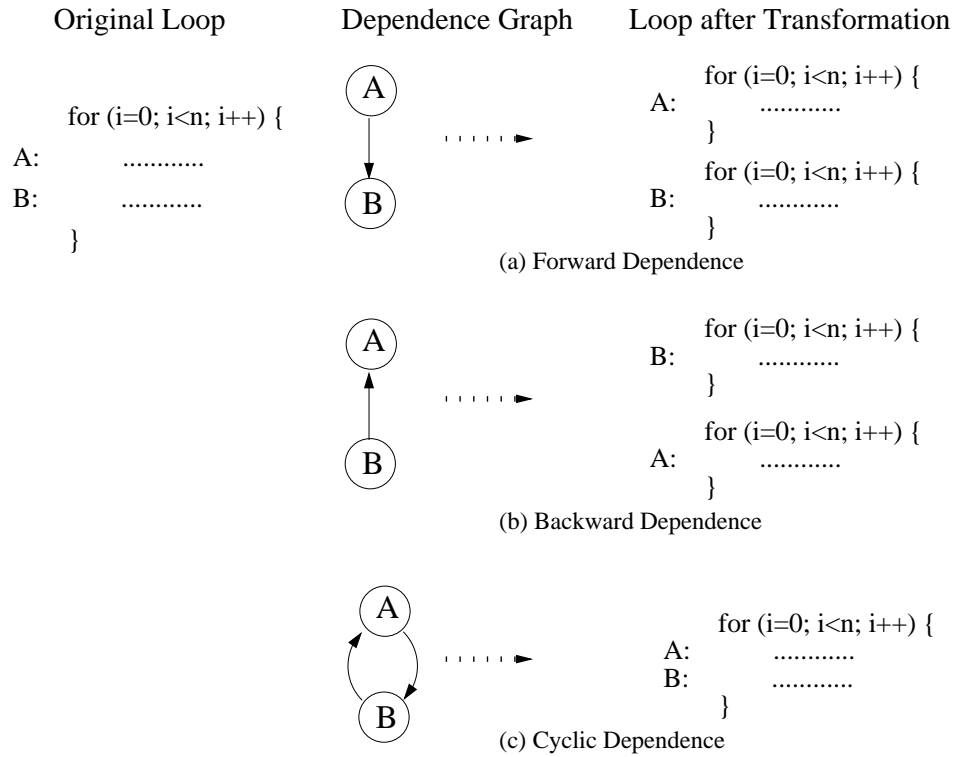 Original Loop
Dependence Graph
Loop after Transformation
for (i=0; i<n; i++) {
A: ............
B: ............
}
A
B
for (i=0; i<n; i++) {
A: ............
}
for (i=0; i<n; i++) {
B: ............
}
(a) Forward Dependence
A
B
for (i=0; i<n; i++) {
B: ............
}
for (i=0; i<n; i++) {
A: ............
}
(b) Backward Dependence
A
B
for (i=0; i<n; i++) {
A: ............
B: ............
}
(c) Cyclic Dependence